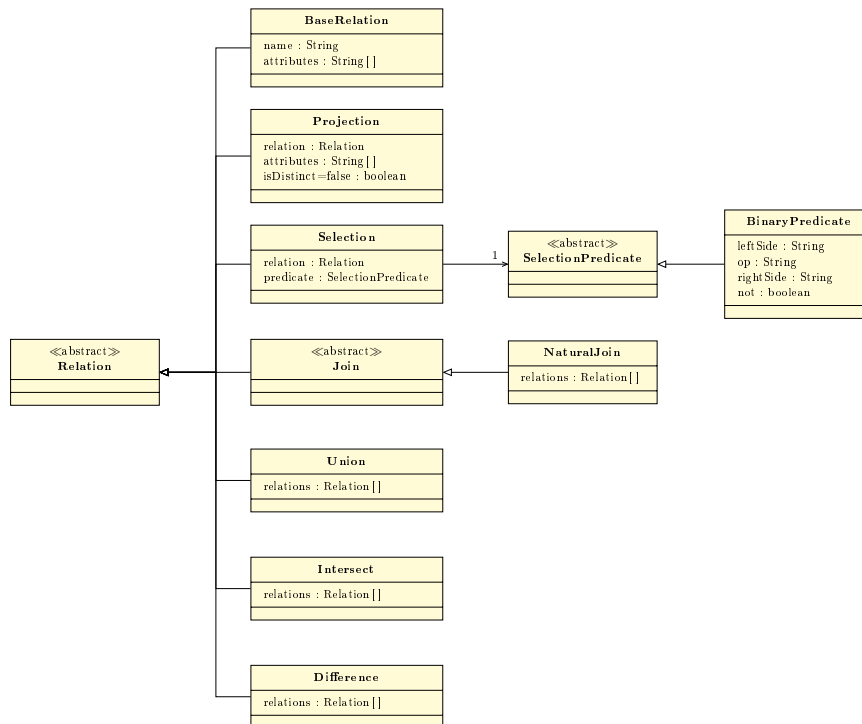 BaseRelation
name : String
attributes : String[ ]
Projection
relation : Relation
attributes : String[ ]
isDistinct=false : boolean
Selection
relation : Relation
predicate : SelectionPredicate
1
≪abstract≫
SelectionPredicate
BinaryPredicate
leftSide : String
op : String
rightSide : String
not : boolean
≪abstract≫
Relation
≪abstract≫
Join
NaturalJoin
relations : Relation[ ]
Union
relations : Relation[ ]
Intersect
relations : Relation[ ]
Difference
relations : Relation[ ]